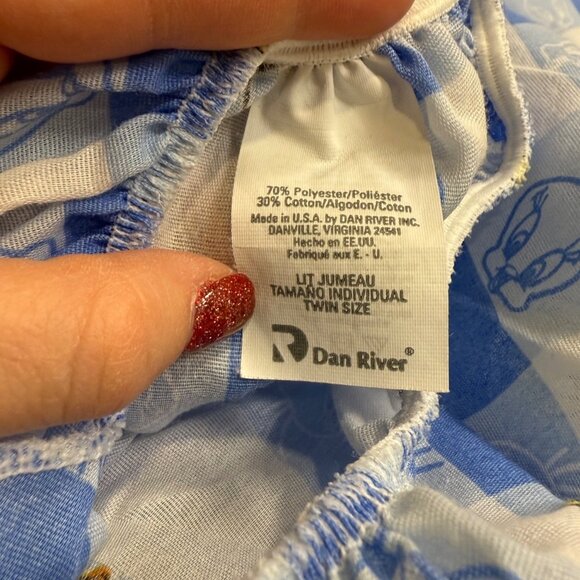 70% Polyester/Poliéster
30% Cotton/Algodon/Coton
Made in U.S.A. by DAN RIVER INC.
DANVILLE, VIRGINIA 24541
Hecho en EE.UU.
Fabriqué aux E. - U.
LIT JUMEAU
TAMAÑO INDIVIDUAL
TWIN SIZE
Dan River®